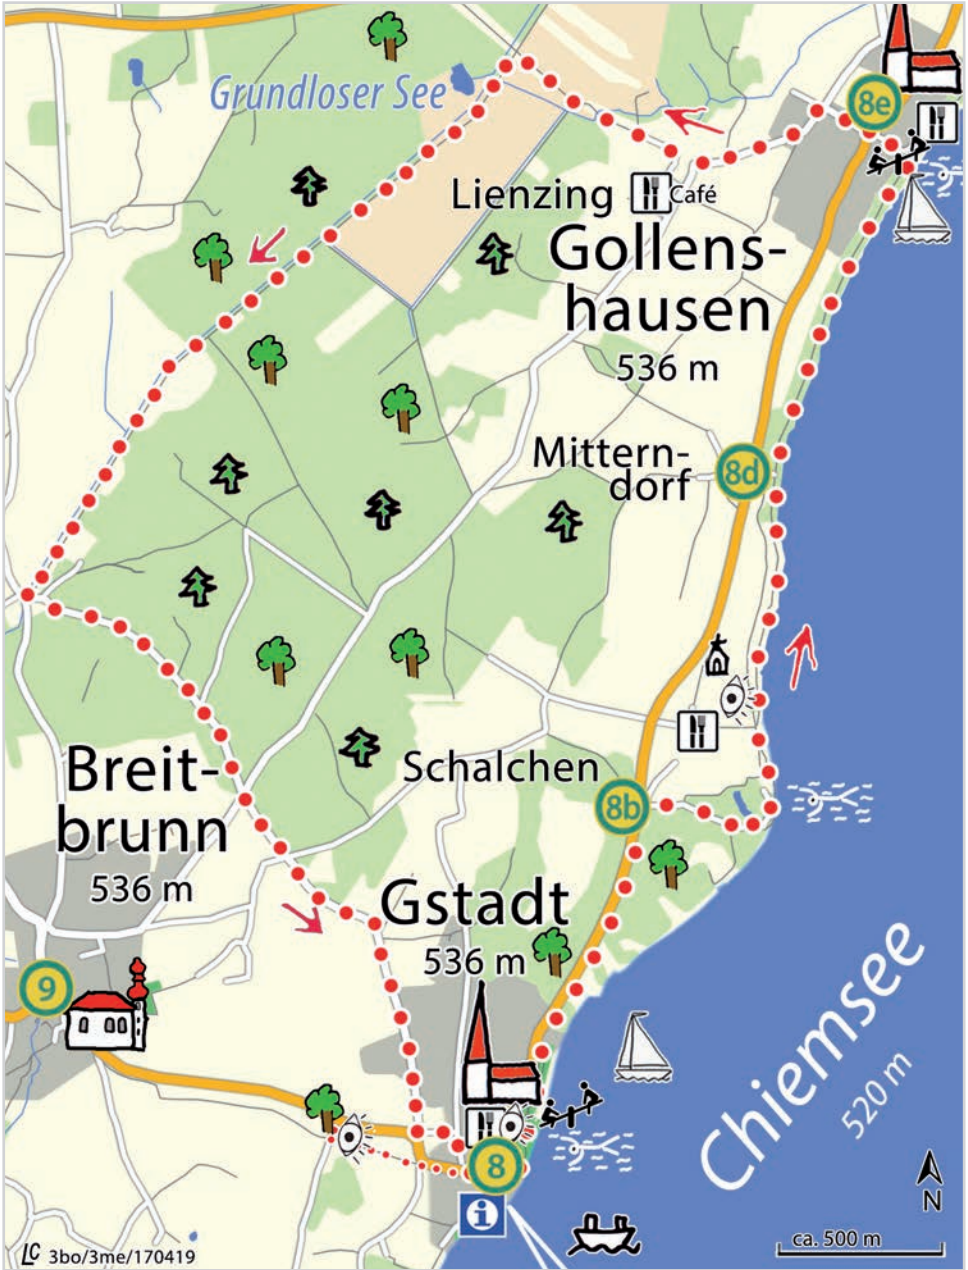 Grundloser See
8e
Lienzing
Café
Gollens-
hausen
536 m
Mittern-
dorf
8d
Schalchen
8b
Breit-
brunn
536 m
Gstadt
536 m
9
8
i
Chiemsee
520 m
N
ca. 500 m
LC 3bo/3me/170419